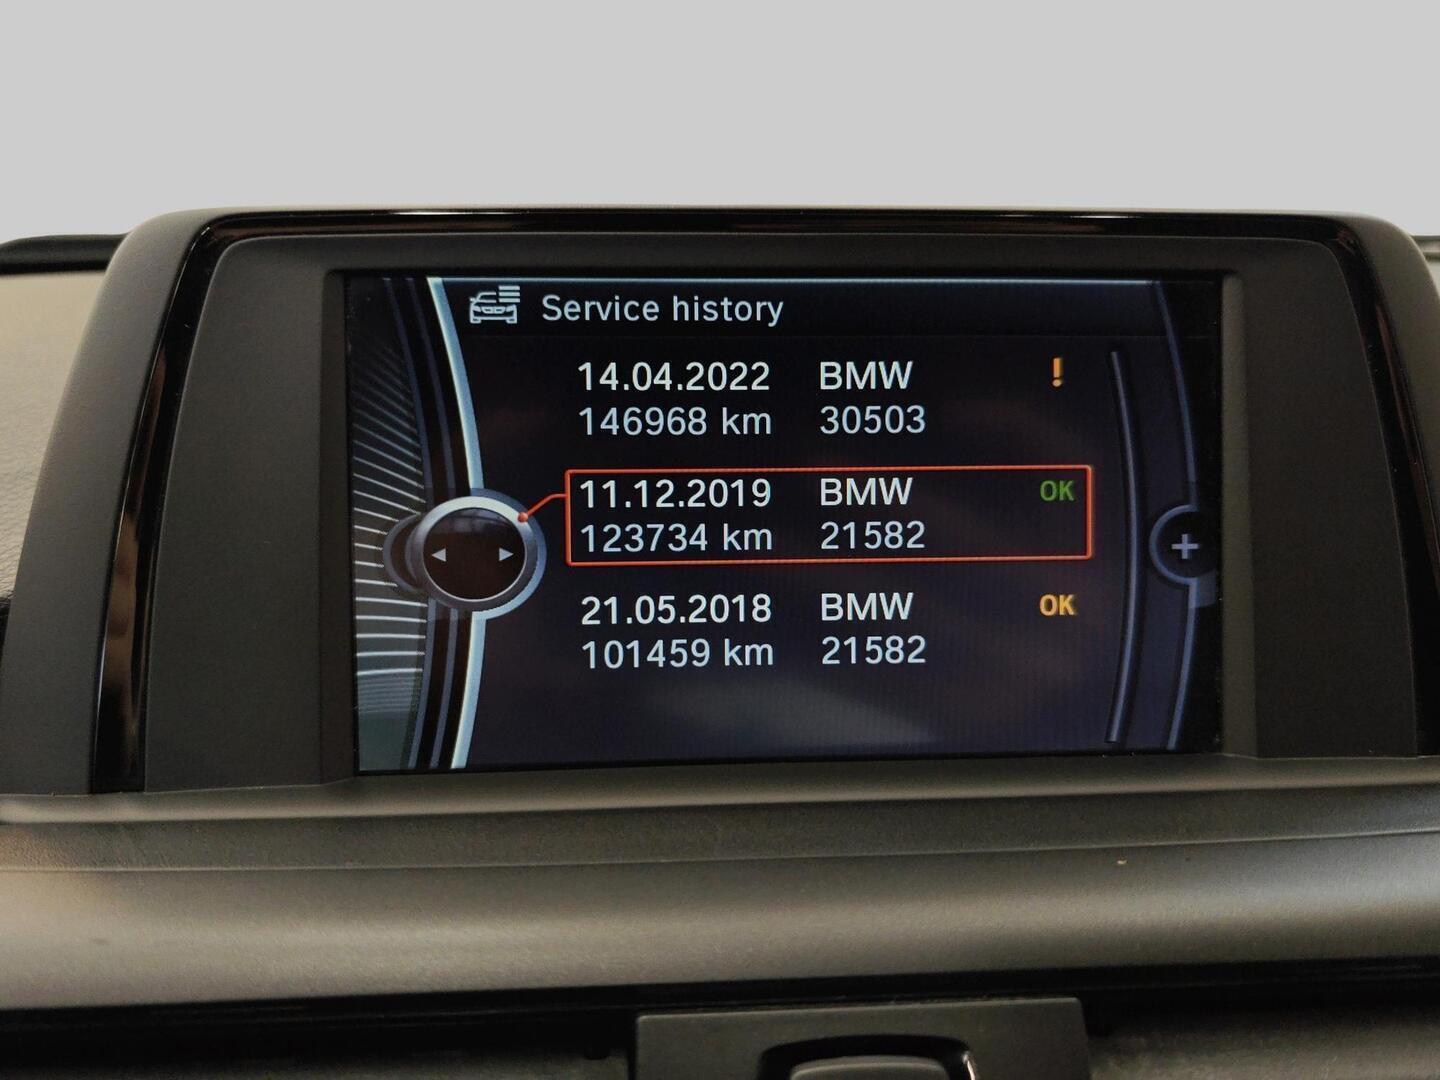 Service history
14.04.2022 BMW !
146968 km 30503
11.12.2019 BMW OK
123734 km 21582
21.05.2018 BMW OK
101459 km 21582